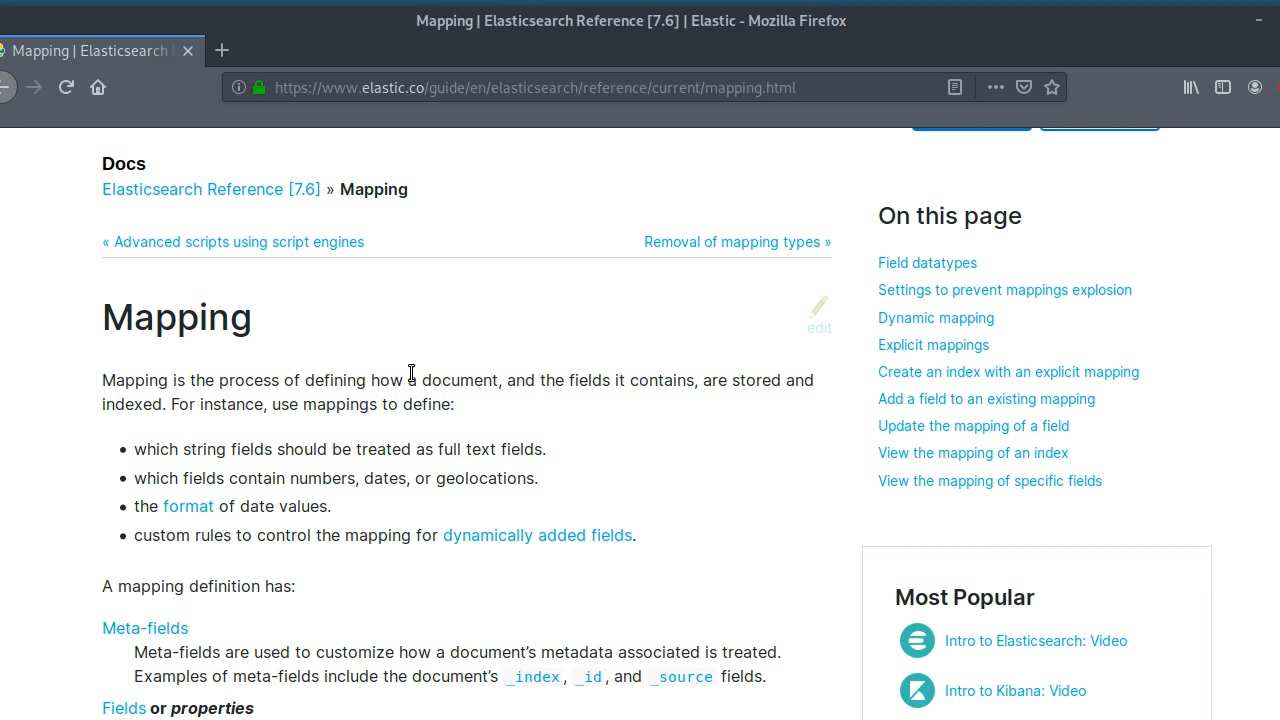 Mapping | Elasticsearch Reference [7.6] | Elastic - Mozilla Firefox
Mapping | Elasticsearch
https://www.elastic.co/guide/en/elasticsearch/reference/current/mapping.html
Docs
Elasticsearch Reference [7.6] » Mapping
« Advanced scripts using script engines
Removal of mapping types »
Mapping
edit
Mapping is the process of defining how a document, and the fields it contains, are stored and
indexed. For instance, use mappings to define:
• which string fields should be treated as full text fields.
• which fields contain numbers, dates, or geolocations.
• the format of date values.
• custom rules to control the mapping for dynamically added fields.
A mapping definition has:
Meta-fields
Meta-fields are used to customize how a document’s metadata associated is treated.
Examples of meta-fields include the document’s _index, _id, and _source fields.
Fields or properties
On this page
Field datatypes
Settings to prevent mappings explosion
Dynamic mapping
Explicit mappings
Create an index with an explicit mapping
Add a field to an existing mapping
Update the mapping of a field
View the mapping of an index
View the mapping of specific fields
Most Popular
Intro to Elasticsearch: Video
Intro to Kibana: Video